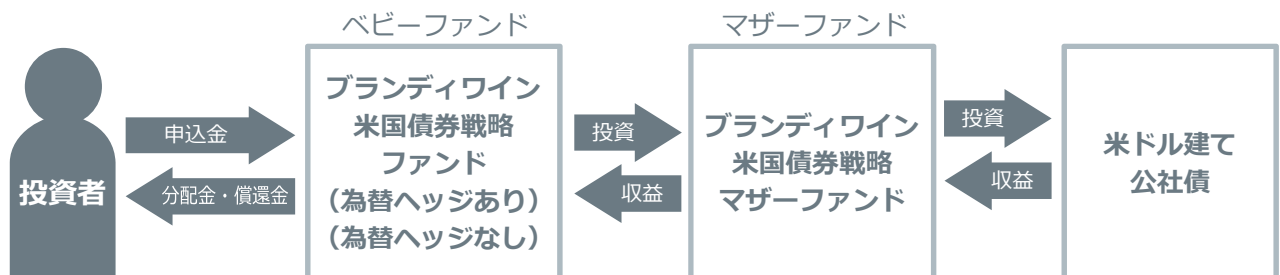 ベビーファンド
マザーファンド
投資者
申込金
分配金・償還金
ブランディワイン
米国債券戦略
ファンド
（為替ヘッジあり）
（為替ヘッジなし）
投資
収益
ブランディワイン
米国債券戦略
マザーファンド
投資
収益
米ドル建て
公社債